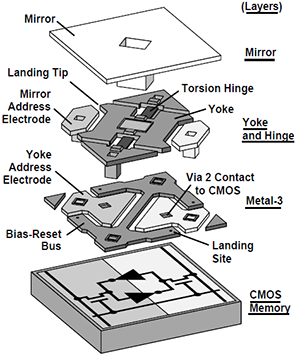 (Layers)
Mirror
Mirror
Landing Tip
Torsion Hinge
Mirror
Address
Electrode
Yoke
Yoke
and Hinge
Yoke
Address
Electrode
Via 2 Contact
to CMOS
Metal-3
Bias-Reset
Bus
Landing
Site
CMOS
Memory